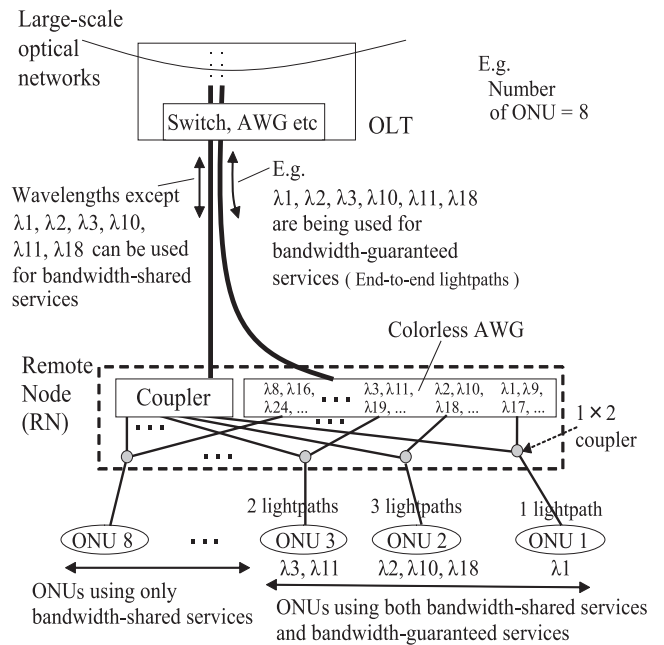 Large-scale
optical
networks
E.g.
Number
of ONU = 8
Switch, AWG etc
OLT
Wavelengths except
λ1, λ2, λ3, λ10,
λ11, λ18 can be used
for bandwidth-shared
services
E.g.
λ1, λ2, λ3, λ10, λ11, λ18
are being used for
bandwidth-guaranteed
services ( End-to-end lightpaths )
Colorless AWG
Remote
Node
(RN)
Coupler
λ8, λ16,
λ24, ...
λ3, λ11,
λ19, ...
λ2, λ10,
λ18, ...
λ1, λ9,
λ17, ...
1 × 2
coupler
2 lightpaths
3 lightpaths
1 lightpath
ONU 8
ONU 3
ONU 2
ONU 1
λ3, λ11
λ2, λ10, λ18
λ1
ONUs using only
bandwidth-shared services
ONUs using both bandwidth-shared services
and bandwidth-guaranteed services